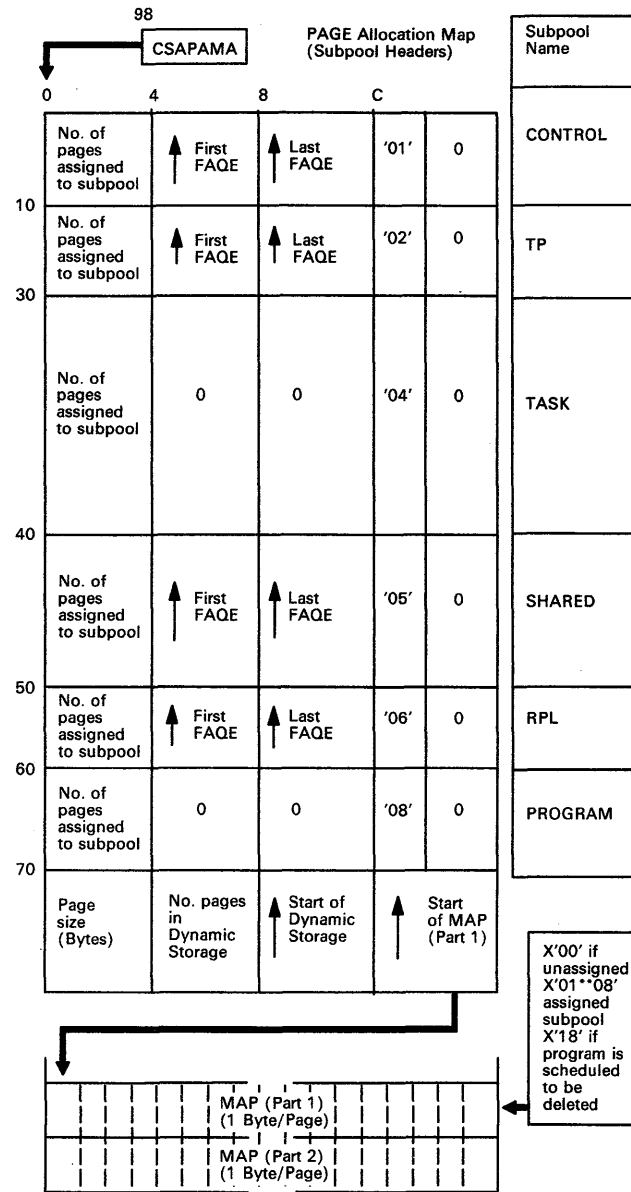 98
CSAPAMA
PAGE Allocation Map
(Subpool Headers)
Subpool
Name
0 4 8 C
No. of
pages
assigned
to subpool
First
FAQE
Last
FAQE
'01'
0
CONTROL
10
No. of
pages
assigned
to subpool
First
FAQE
Last
FAQE
'02'
0
TP
30
No. of
pages
assigned
to subpool
0
0
'04'
0
TASK
40
No. of
pages
assigned
to subpool
First
FAQE
Last
FAQE
'05'
0
SHARED
50
No. of
pages
assigned
to subpool
First
FAQE
Last
FAQE
'06'
0
RPL
60
No. of
pages
assigned
to subpool
0
0
'08'
0
PROGRAM
70
Page
size
(Bytes)
No. pages
in
Dynamic
Storage
Start of
Dynamic
Storage
Start
of MAP
(Part 1)
X'00' if
unassigned
X'01**08'
assigned
subpool
X'18' if
program is
scheduled
to be
deleted
MAP (Part 1)
(1 Byte/Page)
MAP (Part 2)
(1 Byte/Page)